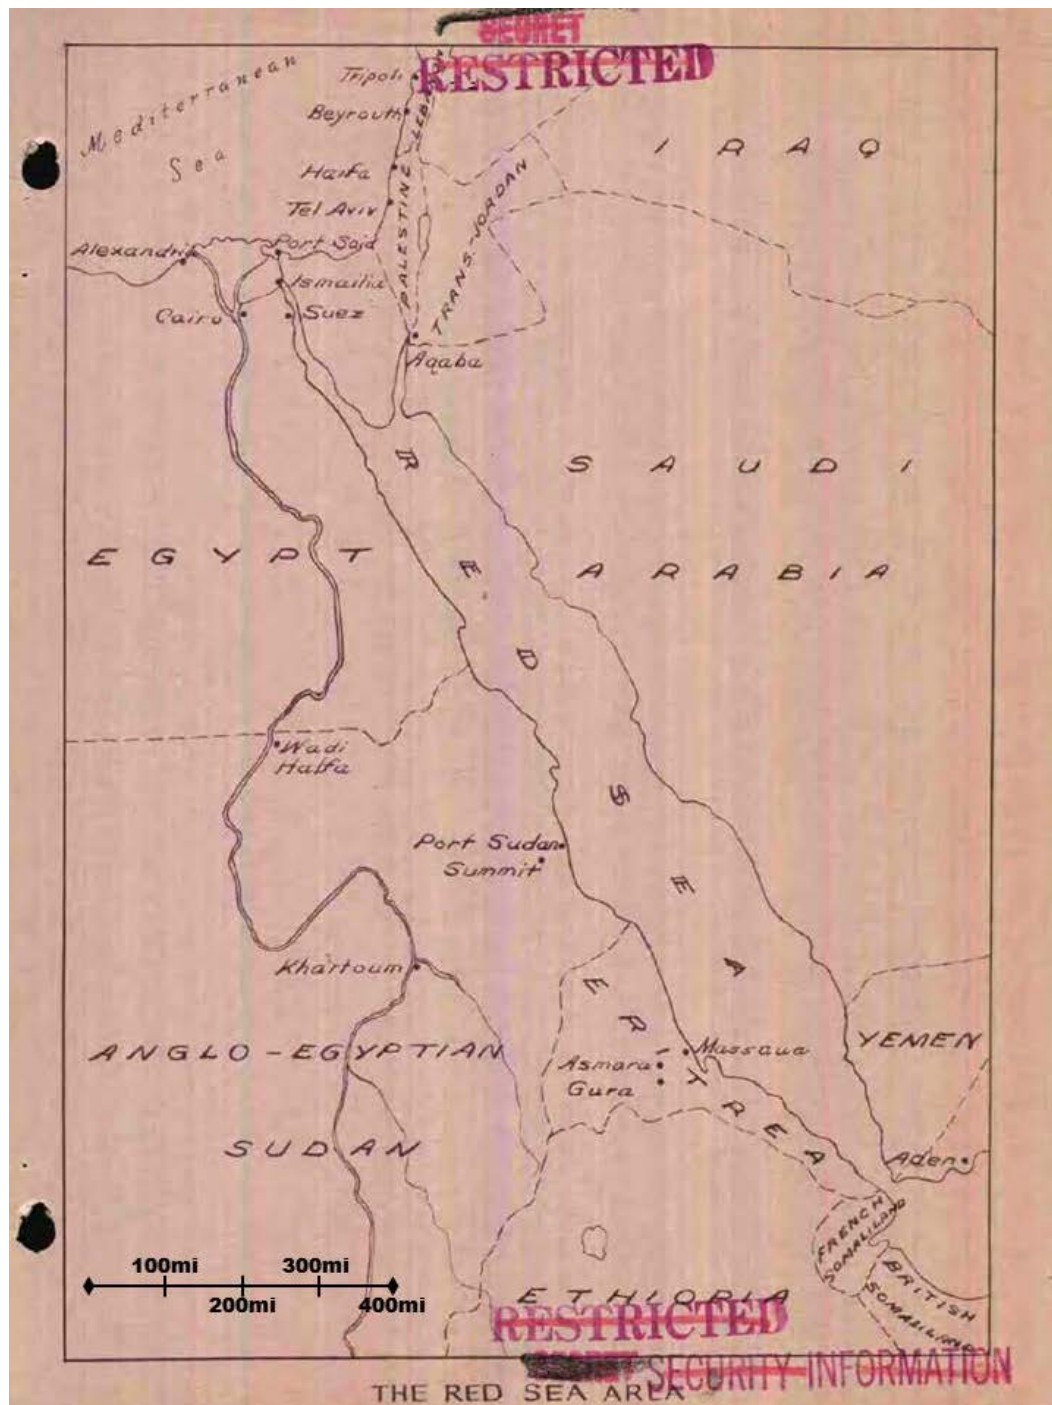 SECRET
RESTRICTED
Mediterranean
Sea
Tripoli
Beyrouth
Haifa
Tel Aviv
Port Said
Alexandria
Ismailia
Cairo
Suez
Aqaba
PALESTINE
TRANS-JORDAN
IRAQ
SAUDI
ARABIA
EGYPT
RED SEA
Wadi
Halfa
Port Sudan
Summit
Khartoum
ANGLO-EGYPTIAN
SUDAN
ERYTREA
Massaua
Asmara
Gura
YEMEN
Aden
FRENCH
SOMALILAND
BRITISH
SOMALILAND
ETHIOPIA
100mi
300mi
200mi
400mi
RESTRICTED
SECURITY INFORMATION
THE RED SEA AREA